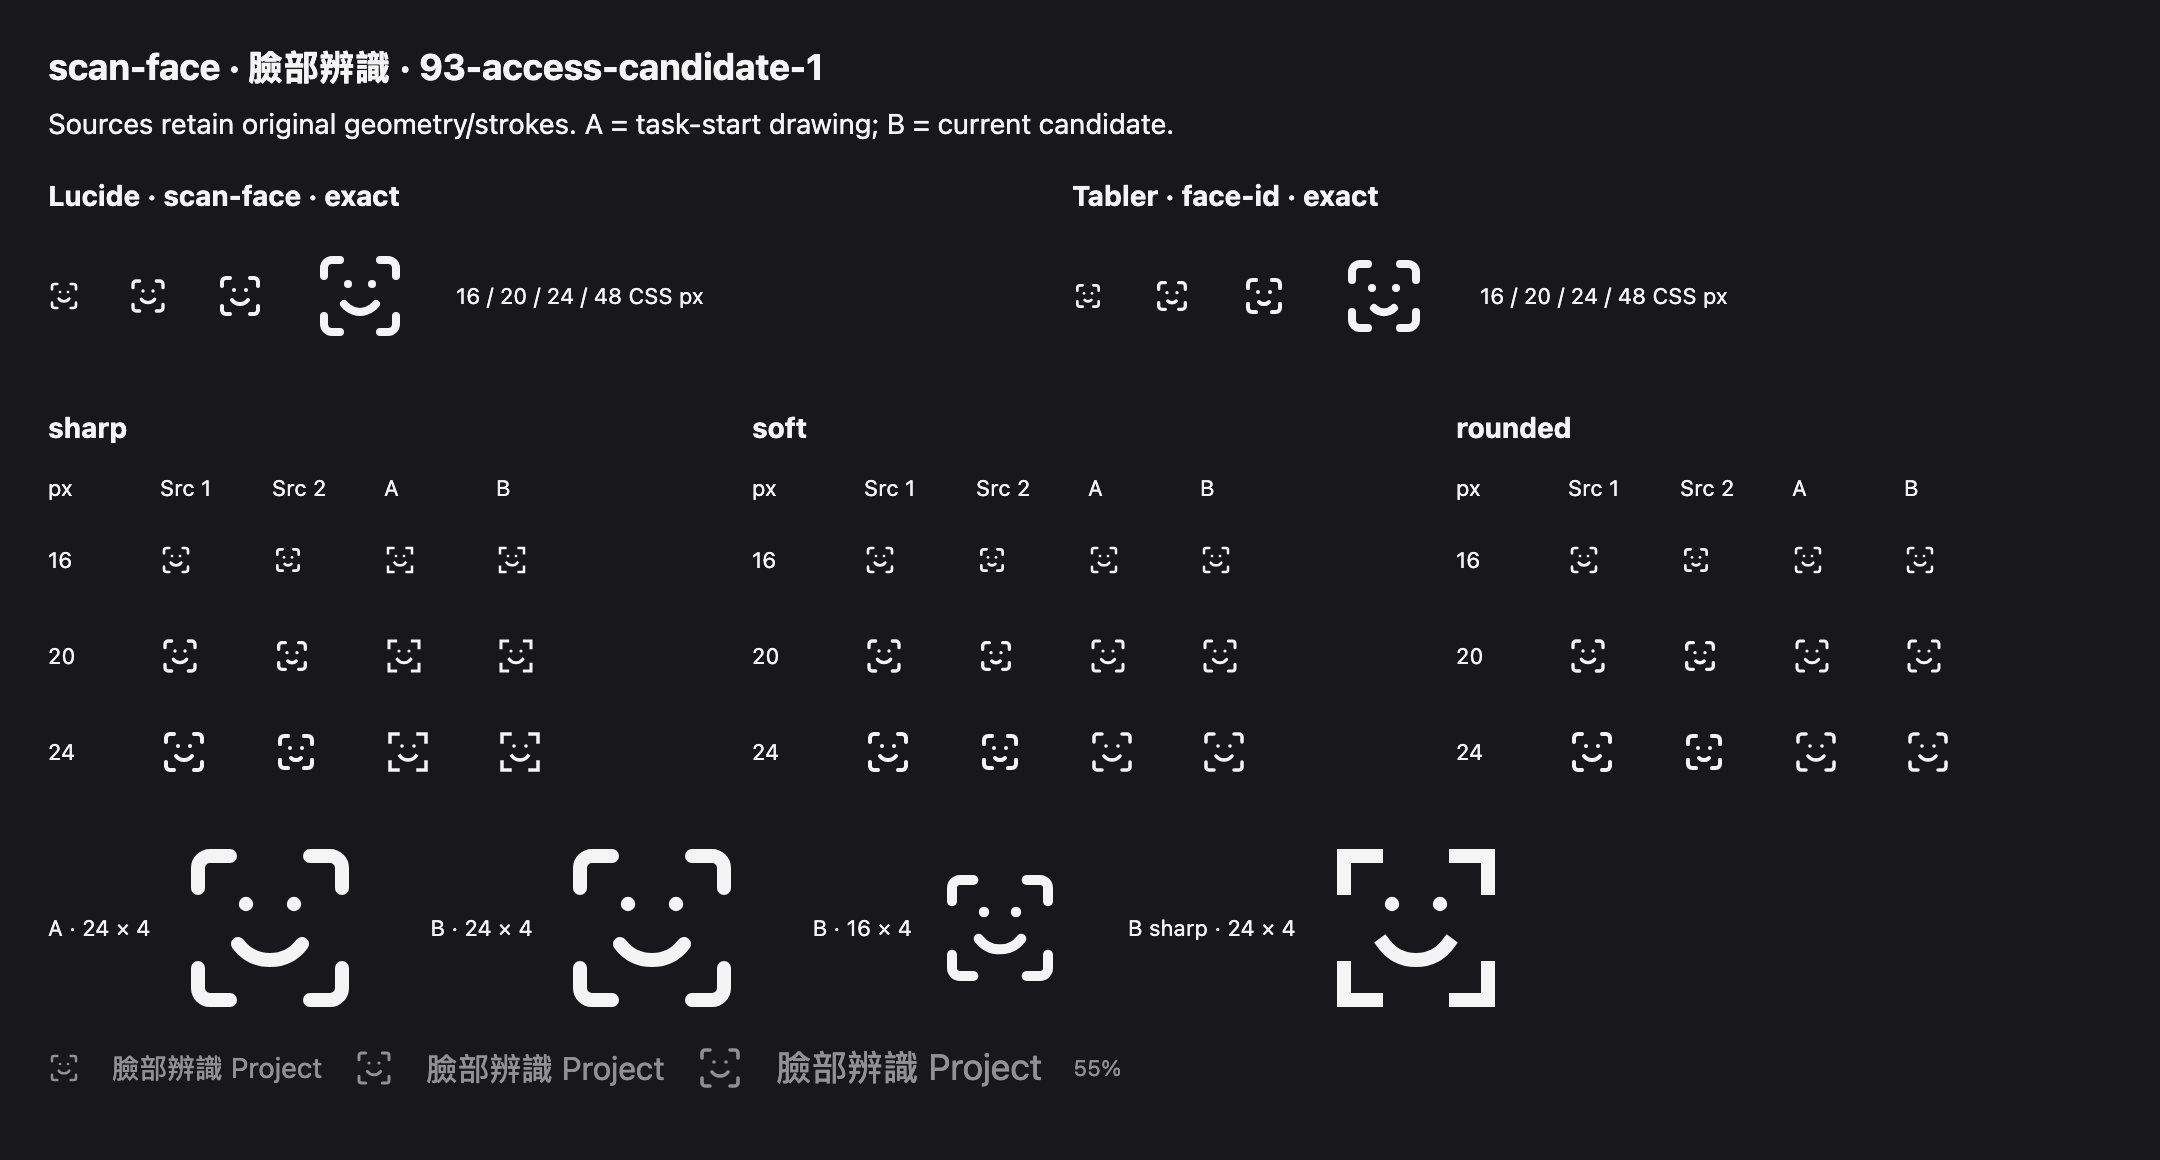 scan-face · 臉部辨識 · 93-access-candidate-1
Sources retain original geometry/strokes. A = task-start drawing; B = current candidate.
Lucide · scan-face · exact
Tabler · face-id · exact
16 / 20 / 24 / 48 CSS px
16 / 20 / 24 / 48 CSS px
sharp
soft
rounded
px Src 1 Src 2 A B
px Src 1 Src 2 A B
px Src 1 Src 2 A B
16
16
16
20
20
20
24
24
24
A · 24 × 4
B · 24 × 4
B · 16 × 4
B sharp · 24 × 4
臉部辨識 Project
臉部辨識 Project
臉部辨識 Project
55%